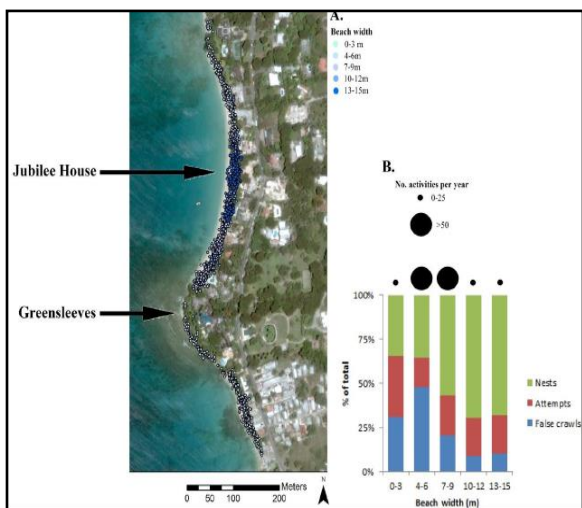 A.
Beach width
0-3 m
4-6m
7-9m
10-12m
13-15m
Jubilee House
Greensleeves
B.
No. activities per year
0-25
>50
100%
75%
50%
25%
0%
% of total
Nests
Attempts
False crawls
0-3 4-6 7-9 10-12 13-15
Beach width (m)
N
Meters
0 50 100 200